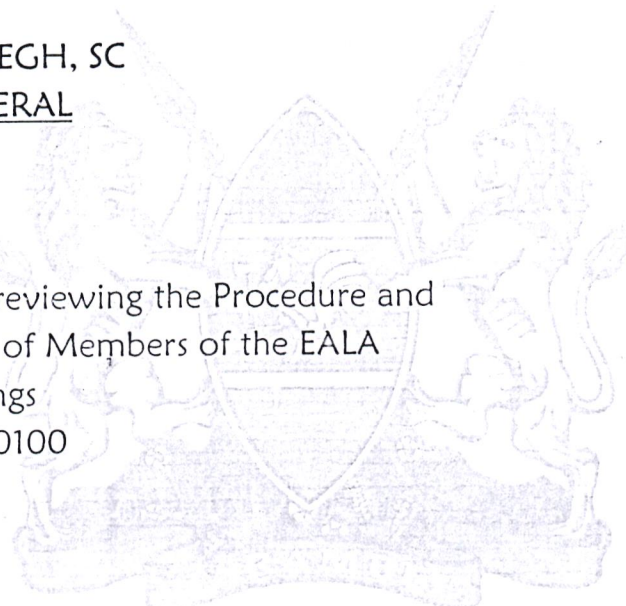 EGH, SC
ERAL
reviewing the Procedure and
of Members of the EALA
ngs
0100